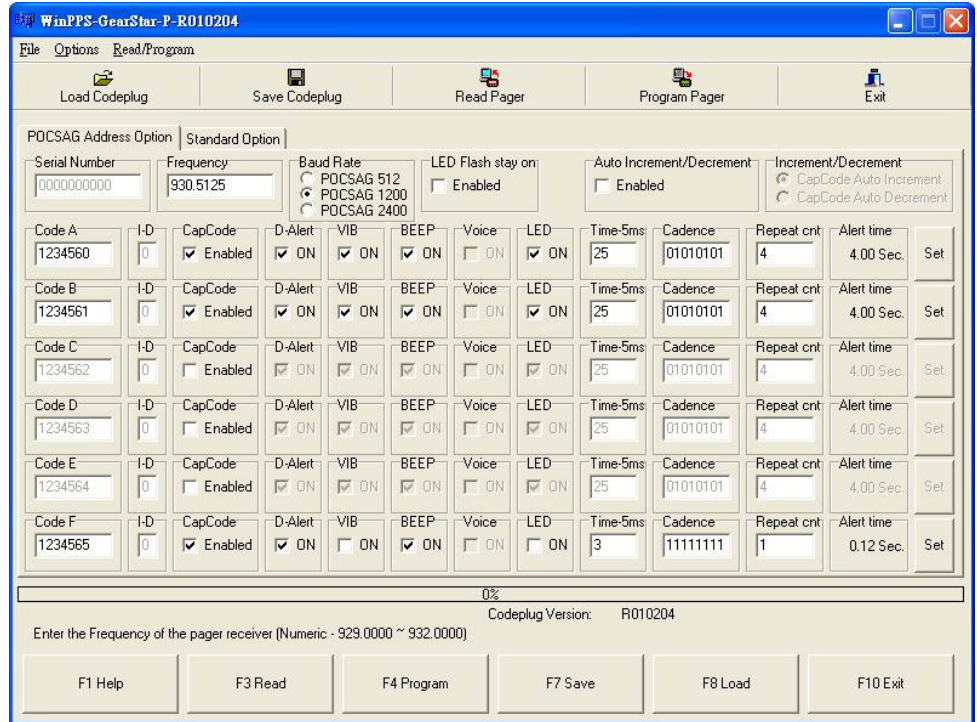 WinPPS-GearStar-P-R010204
File Options Read/Program
Load Codeplug Save Codeplug Read Pager Program Pager Exit
POCSAG Address Option Standard Option
Serial Number Frequency Baud Rate LED Flash stay on Auto Increment/Decrement Increment/Decrement
0000000000 930.5125 POCSAG 512 POCSAG 1200 POCSAG 2400 Enabled Enabled CapCode Auto Increment CapCode Auto Decrement
Code A I-D CapCode D-Alert VIB BEEP Voice LED Time-5ms Cadence Repeat cnt Alert time
1234560 0 Enabled ON ON ON ON ON 25 01010101 4 4.00 Sec. Set
Code B I-D CapCode D-Alert VIB BEEP Voice LED Time-5ms Cadence Repeat cnt Alert time
1234561 0 Enabled ON ON ON ON ON 25 01010101 4 4.00 Sec. Set
Code C I-D CapCode D-Alert VIB BEEP Voice LED Time-5ms Cadence Repeat cnt Alert time
1234562 0 Enabled ON ON ON ON ON 25 01010101 4 4.00 Sec. Set
Code D I-D CapCode D-Alert VIB BEEP Voice LED Time-5ms Cadence Repeat cnt Alert time
1234563 0 Enabled ON ON ON ON ON 25 01010101 4 4.00 Sec. Set
Code E I-D CapCode D-Alert VIB BEEP Voice LED Time-5ms Cadence Repeat cnt Alert time
1234564 0 Enabled ON ON ON ON ON 25 01010101 4 4.00 Sec. Set
Code F I-D CapCode D-Alert VIB BEEP Voice LED Time-5ms Cadence Repeat cnt Alert time
1234565 0 Enabled ON ON ON ON ON 3 11111111 1 0.12 Sec. Set
0%
Codeplug Version: R010204
Enter the Frequency of the pager receiver (Numeric - 929.0000 ~ 932.0000)
F1 Help F3 Read F4 Program F7 Save F8 Load F10 Exit